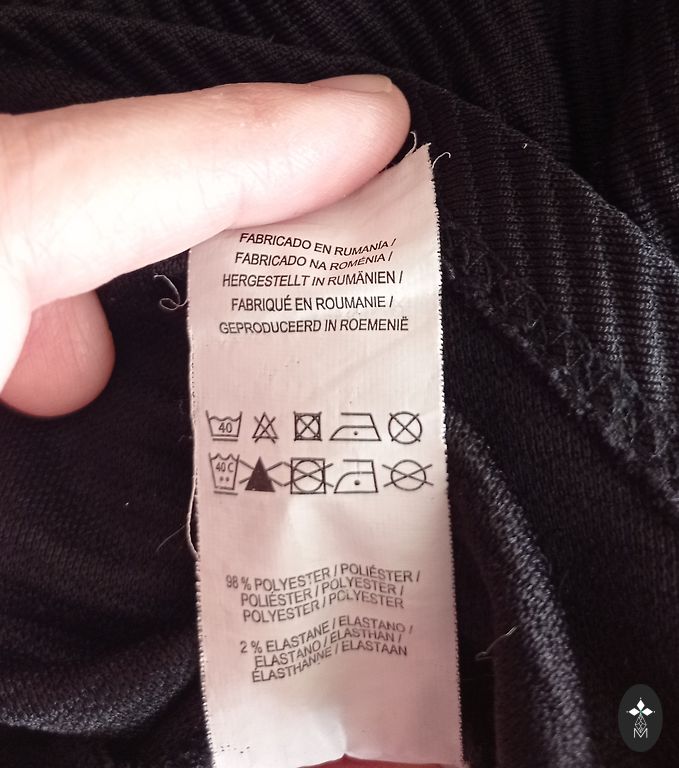 FABRICADO EN RUMANÍA /
FABRICADO NA ROMÉNIA /
HERGESTELLT IN RUMÄNIEN /
FABRIQUÉ EN ROUMANIE /
GEPRODUCEERD IN ROEMENIË
40
40 C
98 % POLYESTER / POLIÉSTER /
POLIÉSTER / POLYESTER /
POLYESTER / POLYESTER
2 % ELASTANE / ELASTANO /
ELASTANO / ELASTHAN /
ÉLASTHANNE / ELASTAAN
M